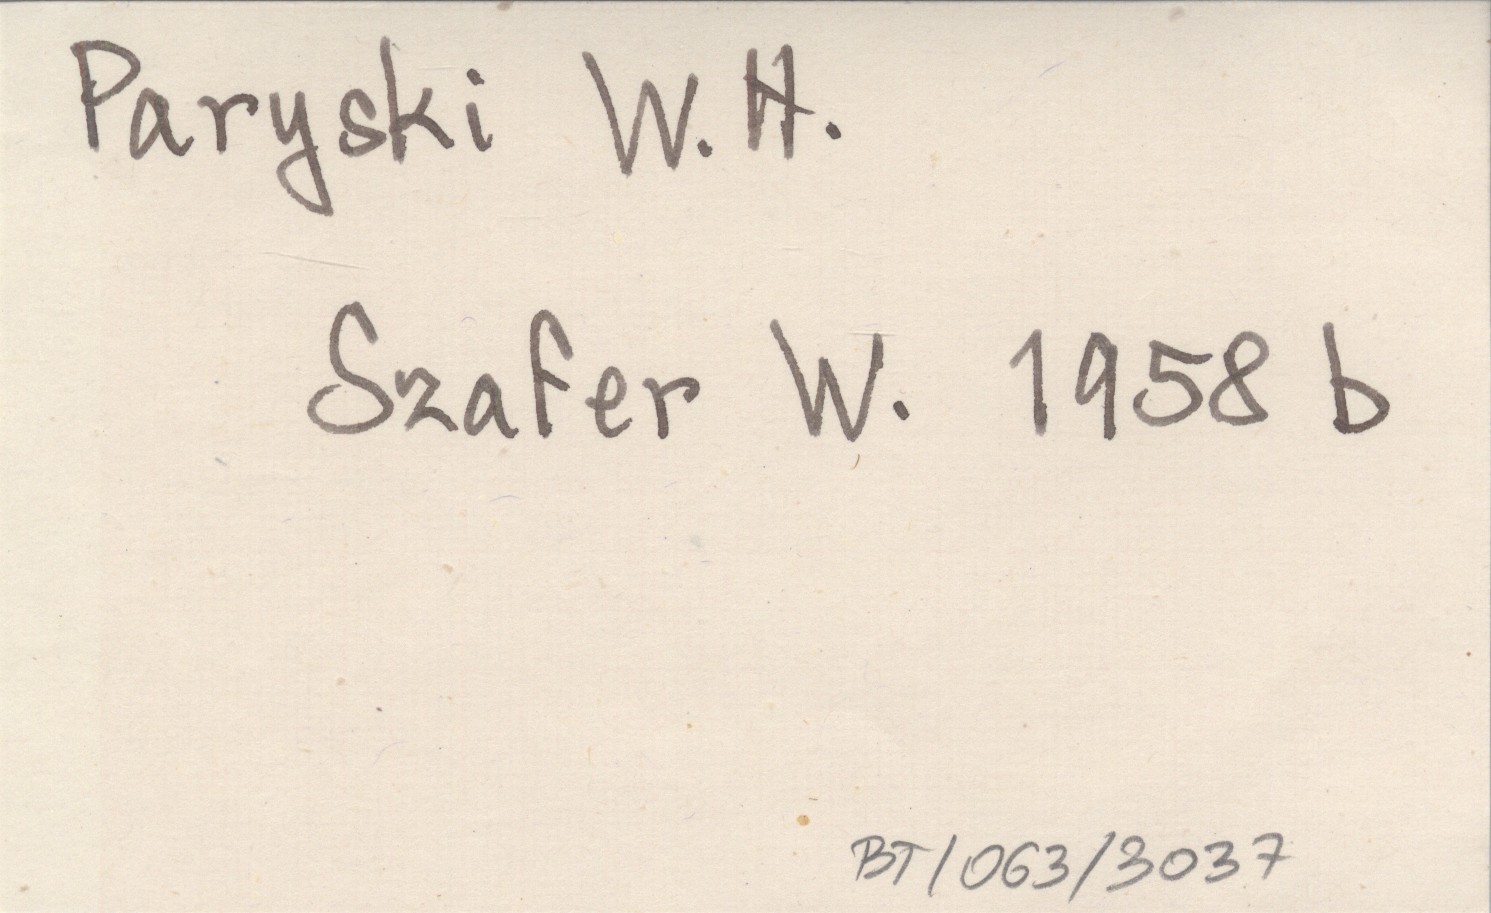 Paryski W.H.
Szafer W. 1958 b
BT/063/3037